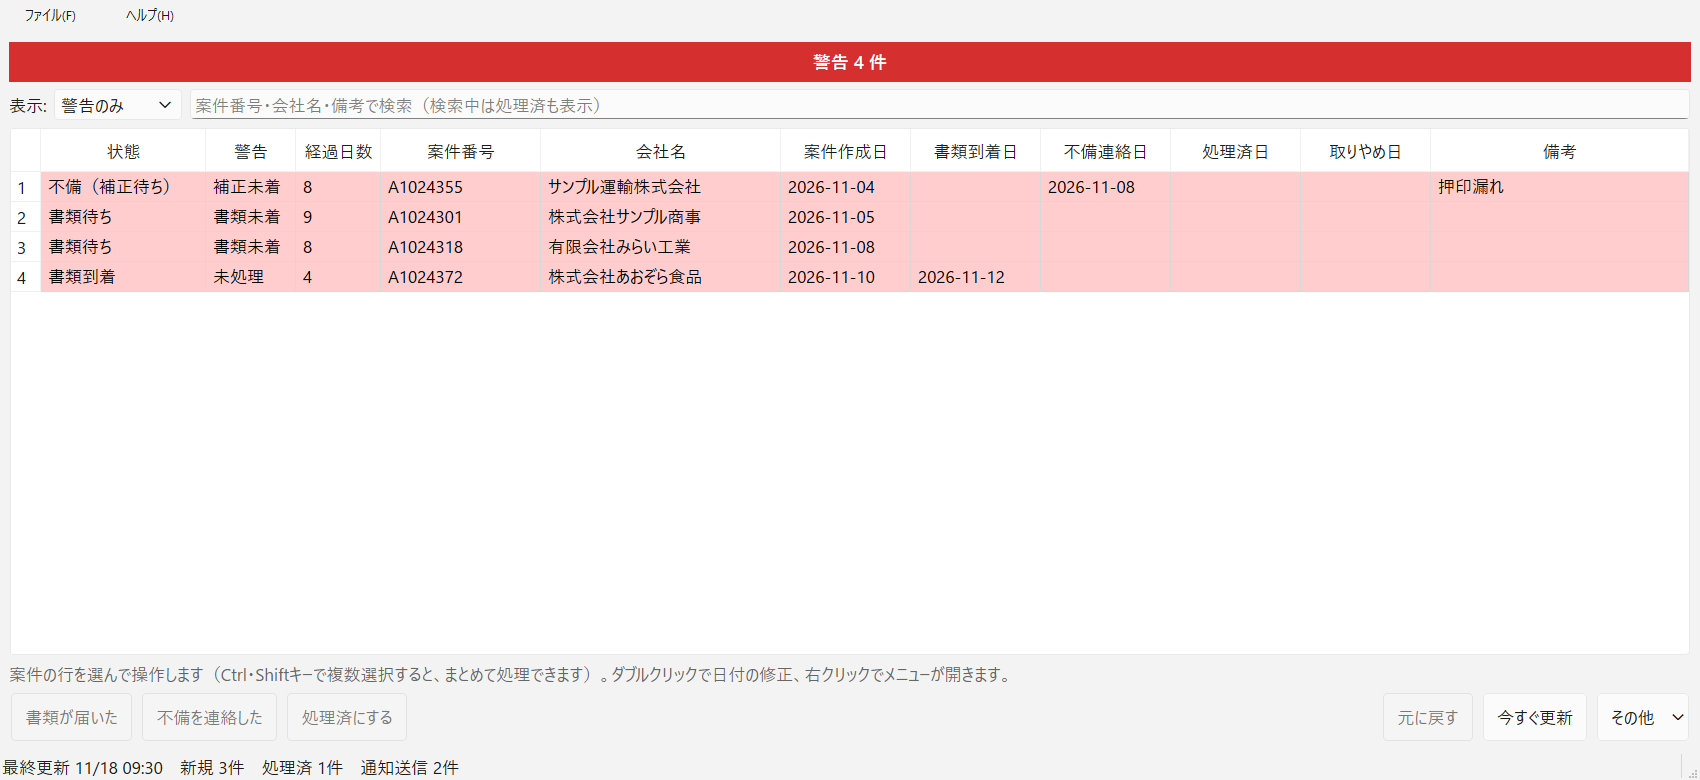 ファイル(F) ヘルプ(H)
警告 4 件
表示: 警告のみ 案件番号・会社名・備考で検索（検索中は処理済も表示）
状態 警告 経過日数 案件番号 会社名 案件作成日 書類到着日 不備連絡日 処理済日 取りやめ日 備考
1 不備（補正待ち） 補正未着 8 A1024355 サンプル運輸株式会社 2026-11-04 2026-11-08 押印漏れ
2 書類待ち 書類未着 9 A1024301 株式会社サンプル商事 2026-11-05
3 書類待ち 書類未着 8 A1024318 有限会社みらい工業 2026-11-08
4 書類到着 未処理 4 A1024372 株式会社あおぞら食品 2026-11-10 2026-11-12
案件の行を選んで操作します（Ctrl・Shiftキーで複数選択すると、まとめて処理できます）。ダブルクリックで日付の修正、右クリックでメニューが開きます。
書類が届いた 不備を連絡した 処理済にする 元に戻す 今すぐ更新 その他
最終更新 11/18 09:30 新規 3件 処理済 1件 通知送信 2件